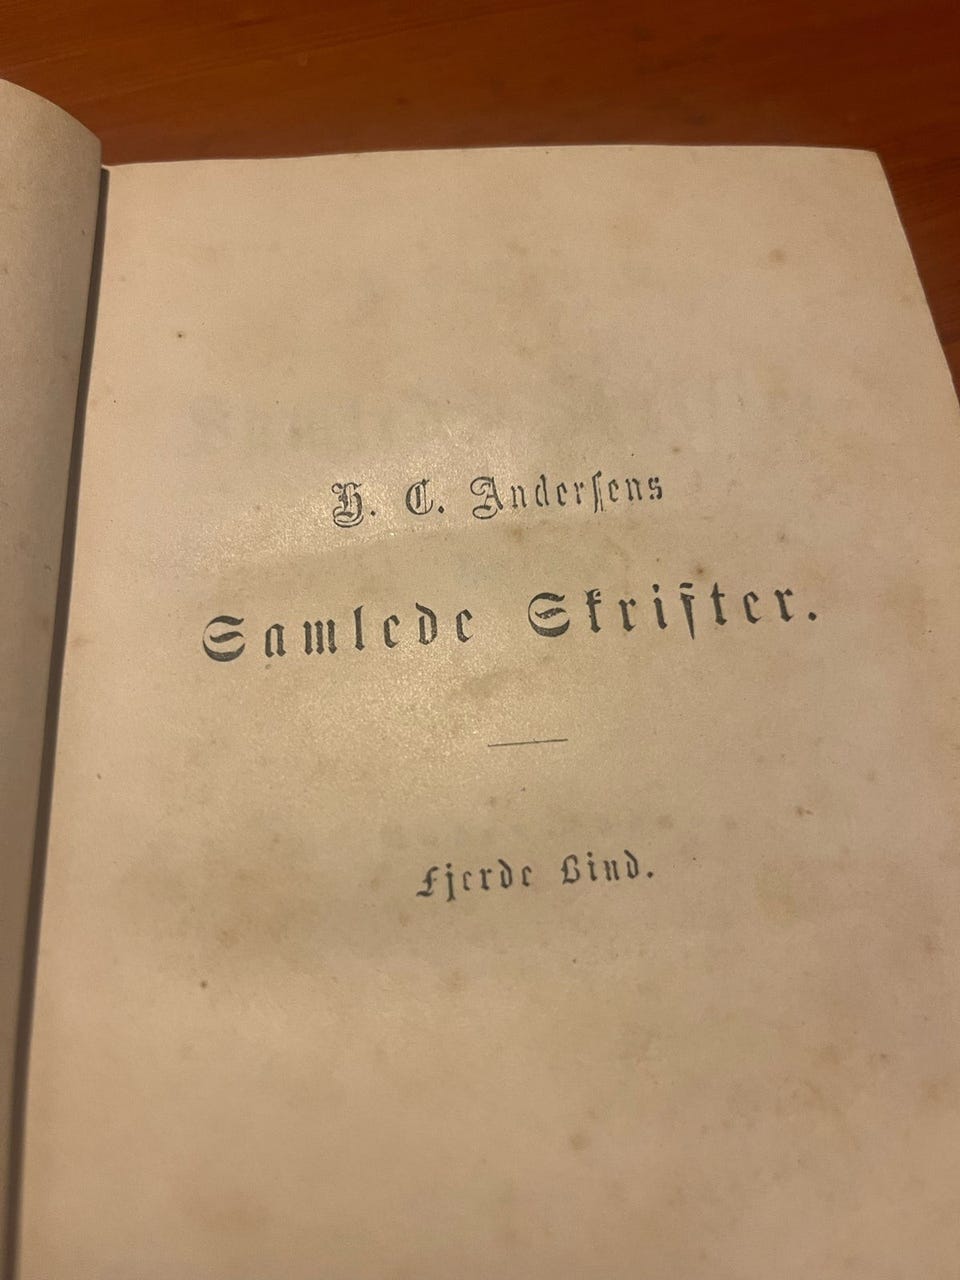 H. C. Anderſens
Samlede Skrifter.
Fjerde Bind.